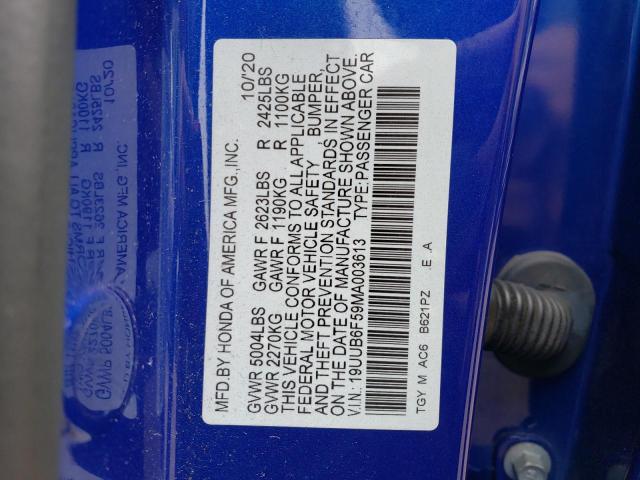 MFD.BY HONDA OF AMERICA MFG.,INC. 10/'20
GVWR 5004LBS GAWR F 2623LBS R 2425LBS
GVWR 2270KG GAWR F 1190KG R 1100KG
THIS VEHICLE CONFORMS TO ALL APPLICABLE
FEDERAL MOTOR VEHICLE SAFETY BUMPER,
AND THEFT PREVENTION STANDARDS IN EFFECT
ON THE DATE OF MANUFACTURE SHOWN ABOVE.
V.I.N.: 19UUB6F59MA003613 TYPE:PASSENGER CAR
TGY M AC6 B621PZ E A